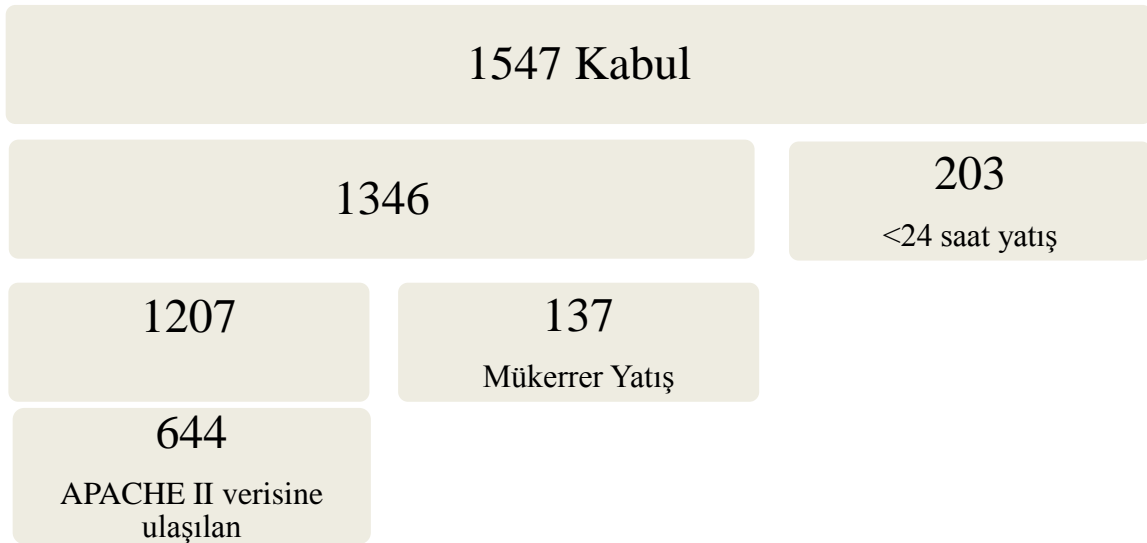 1547 Kabul
1346
203
<24 saat yatış
1207
137
Mükerrer Yatış
644
APACHE II verisine
ulaşılan